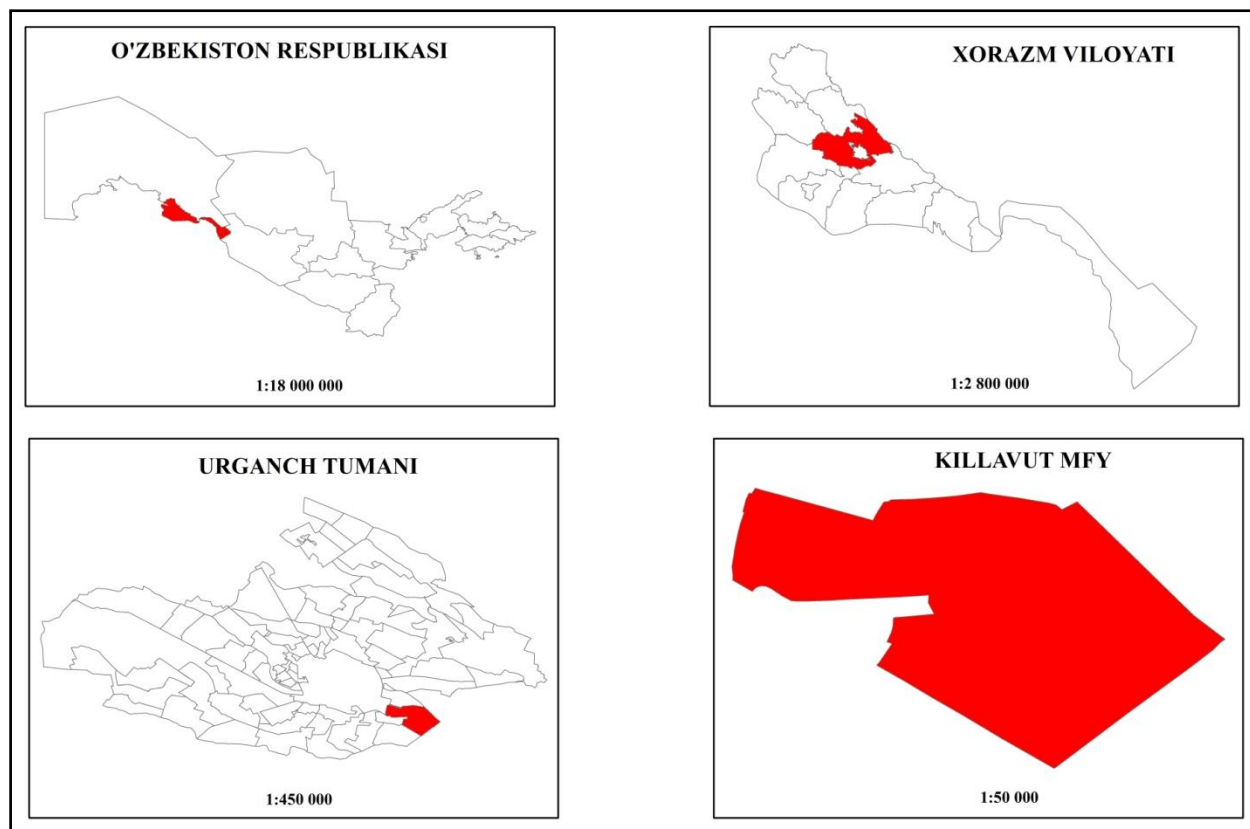 O'ZBEKISTON RESPUBLIKASI
1:18 000 000
XORAZM VILOYATI
1:2 800 000
URGANCH TUMANI
1:450 000
KILLAVUT MFY
1:50 000